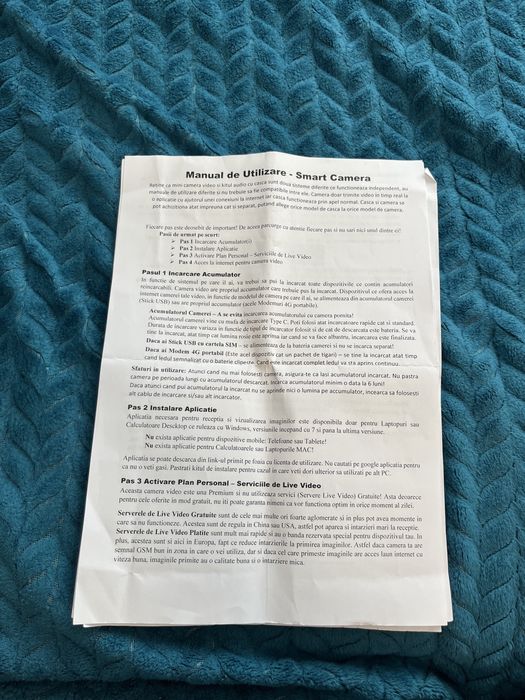 Manual de Utilizare - Smart Camera
Retine ca mini camera video si kitul audio cu casca sunt doua sisteme diferite ce functioneaza independent, au
manuale de utilizare diferite si nu trebuie sa fie compatibile intre ele. Camera doar trimite video in timp real la
o aplicatie cu ajutorul unei conexiuni la internet iar casca functioneaza prin apel normal. Casca si camera se
pot achizitiona atat impreuna cat si separat, putand allege orice model de casca la orice model de camera.
Fiecare pas este deosebit de important! De aceea parcurge cu atentie fiecare pas si nu sari nici unul dintre ei!
Pasii de urmat pe scurt:
➢ Pas 1 Incarcare Acumulator(i)
➢ Pas 2 Instalare Aplicatie
➢ Pas 3 Activare Plan Personal – Serviciile de Live Video
➢ Pas 4 Acces la internet pentru camera video
Pasul 1 Incarcare Acumulator
In functie de sistemul pe care il ai, va trebui sa pui la incarcat toate dispozitivele ce contin acumulatori
reincarcabili. Camera video are propriul acumulator care trebuie pus la incarcat. Dispozitivul ce ofera acces la
internet camerei tale video, in functie de modelul de camera pe care il ai, se alimenteaza din acumulatorul camerei
(Stick USB) sau are propriul acumulator (acele Modemuri 4G portabile).
Acumulatorul Camerei – A se evita incarcarea acumulatorului cu camera pornita!
Acumulatorul camerei vine cu mufa de incarcare Type C. Poti folosi atat incarcatoare rapide cat si standard.
Durata de incarcare variaza in functie de tipul de incarcator folosit si de cat de descarcata este bateria. Se va
tine la incarcat, atat timp cat lumina rosie este aprinsa iar cand se va face albastru, incarcarea este finalizata.
Daca ai Stick USB cu cartela SIM – se alimenteaza de la bateria camerei si nu se incarca separat!
Daca ai Modem 4G portabil (Este acel dispozitiv cat un pachet de tigari) – se tine la incarcat atat timp
cand ledul semnalizat cu o baterie clipeste. Cand este incarcat complet ledul va sta aprins continuu.
Sfaturi in utilizare: Atunci cand nu mai folosesti camera, asigura-te ca lasi acumulatorul incarcat. Nu pastra
camera pe perioada lungi cu acumulatorul descarcat. Incarca acumulatorul minim o data la 6 luni!
Daca atunci cand pui acumulatorul la incarcat nu se aprinde nici o lumina pe accumulator, incearca sa folosesti
alt cablu de incarcare si/sau alt incarcator.
Pas 2 Instalare Aplicatie
Aplicatia necesara pentru receptia si vizualizarea imaginilor este disponibila doar pentru Laptopuri sau
Calculatoare Descktop ce ruleza cu Windows, versiunile incepand cu 7 si pana la ultima versiune.
Nu exista aplicatie pentru dispozitive mobile: Telefoane sau Tablete!
Nu exista aplicatie pentru Calculatoarele sau Laptopurile MAC!
Aplicatia se poate descarca din link-ul primit pe foaia cu licenta de utilizare. Nu cautati pe google aplicatia pentru
ca nu o veti gasi. Pastrati kitul de instalare pentru cazul in care veti dori ulterior sa utilizati pe alt PC.
Pas 3 Activare Plan Personal – Serviciile de Live Video
Aceasta camera video este una Premium si nu utilizeaza servici (Servere Live Video) Gratuite! Asta deoarece
pentru cele oferite in mod gratuit, nu iti poate garanta nimeni ca vor functiona optim in orice moment al zilei.
Serverele de Live Video Gratuite sunt de cele mai multe ori foarte aglomerate si in plus pot avea momente in
care sa nu functioneze. Acestea sunt de regula in China sau USA, astfel pot aparea si intarzieri mari la receptie.
Serverele de Live Video Platite sunt mult mai rapide si au o banda rezervata special pentru dispozitivul tau. In
plus, acestea sunt si aici in Europa, fapt ce reduce intarzierile la primirea imaginilor. Astfel daca camera ta are
semnal GSM bun in zona in care o vei utiliza, dar si daca cel care primeste imaginile are acces laun internet cu
viteza buna, imaginile primite au o calitate buna si o intarziere mica.